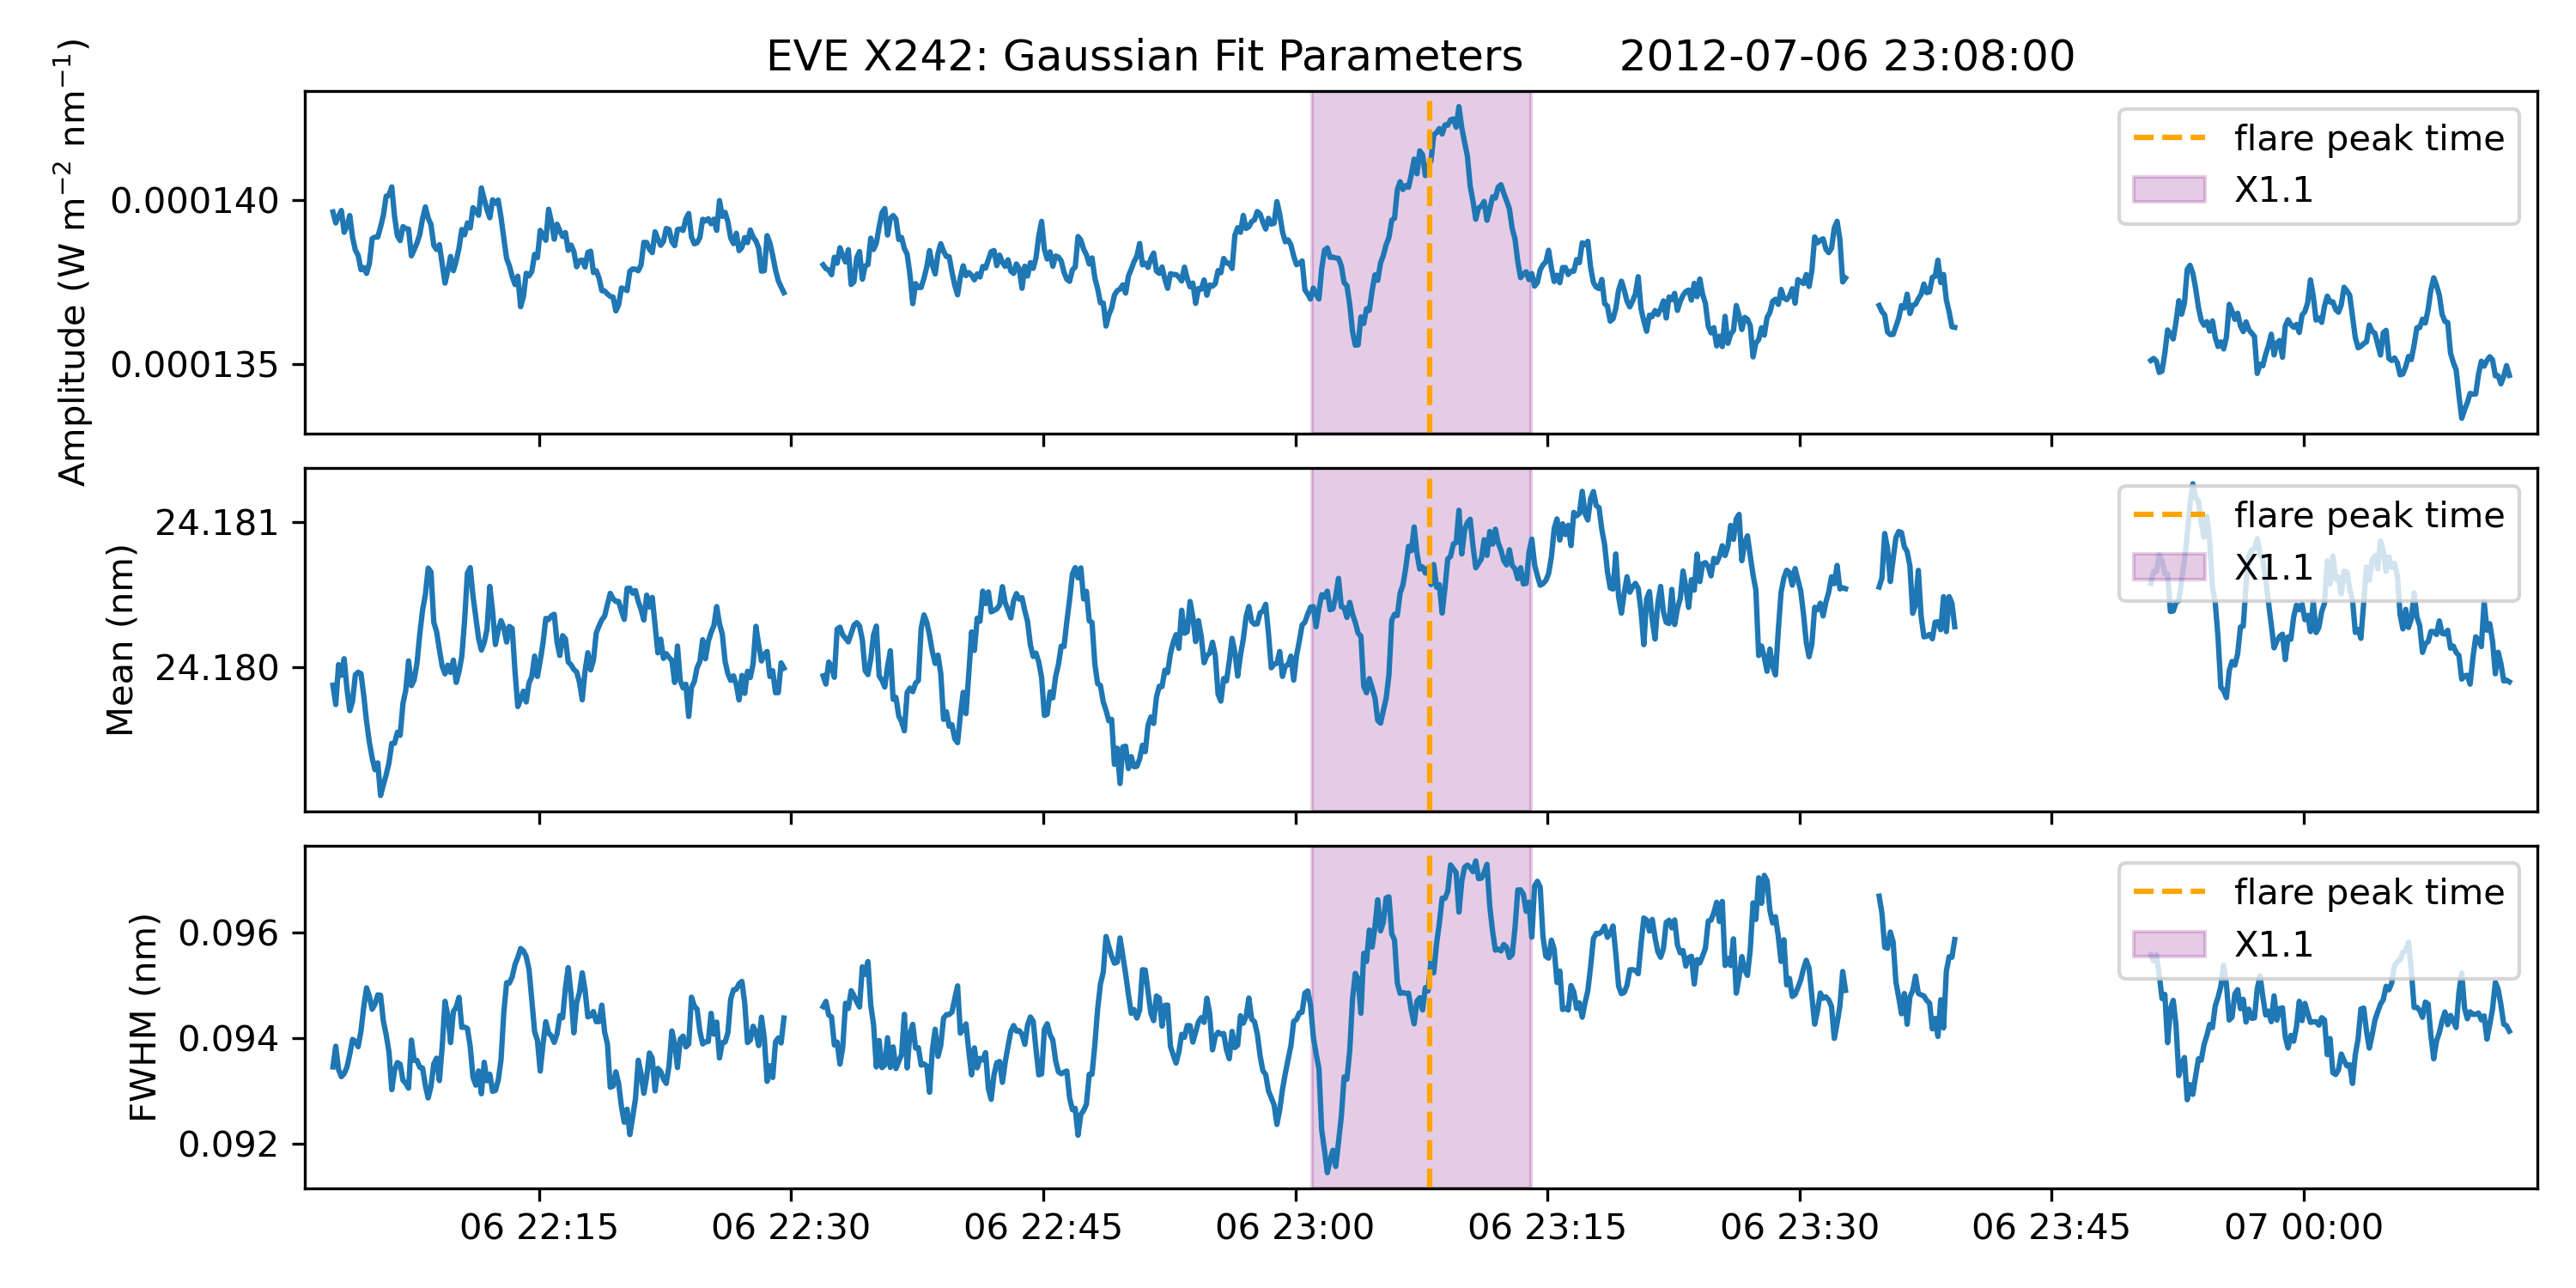 EVE X242: Gaussian Fit Parameters 2012-07-06 23:08:00
Amplitude (W m⁻² nm⁻¹)
0.000140
0.000135
flare peak time
X1.1
Mean (nm)
24.181
24.180
flare peak time
X1.1
FWHM (nm)
0.096
0.094
0.092
flare peak time
X1.1
06 22:15 06 22:30 06 22:45 06 23:00 06 23:15 06 23:30 06 23:45 07 00:00